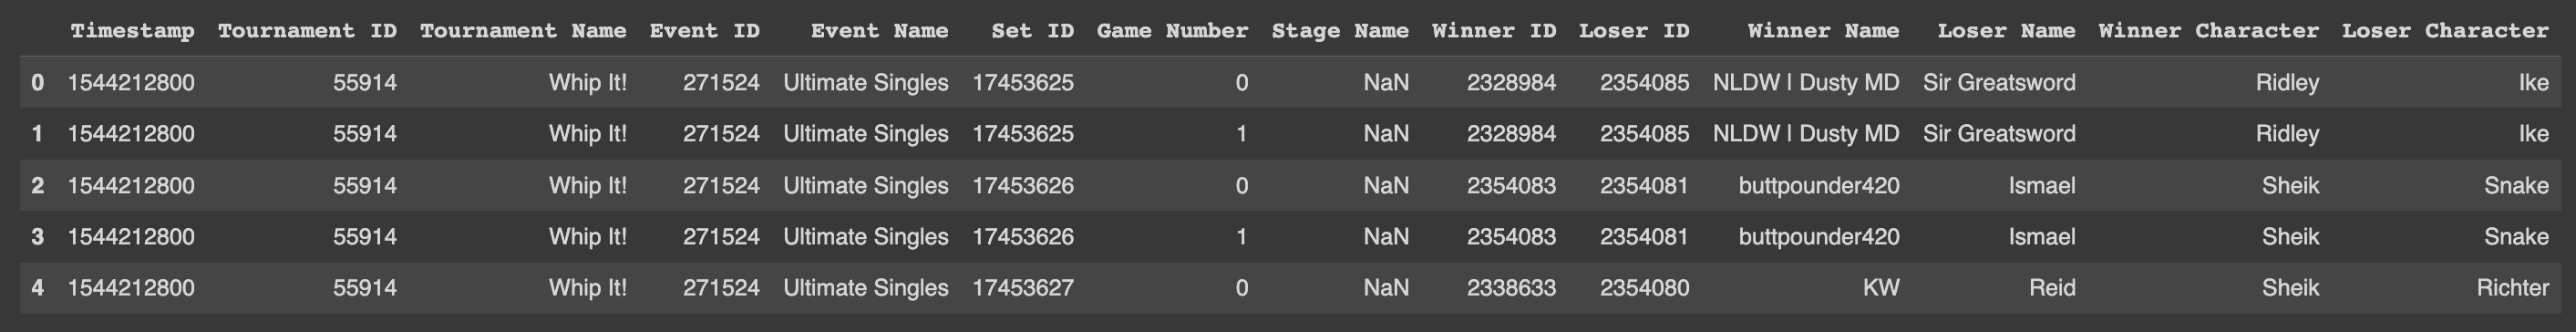 Timestamp Tournament ID Tournament Name Event ID Event Name Set ID Game Number Stage Name Winner ID Loser ID Winner Name Loser Name Winner Character Loser Character
0 1544212800 55914 Whip It! 271524 Ultimate Singles 17453625 0 NaN 2328984 2354085 NLDW | Dusty MD Sir Greatsword Ridley Ike
1 1544212800 55914 Whip It! 271524 Ultimate Singles 17453625 1 NaN 2328984 2354085 NLDW | Dusty MD Sir Greatsword Ridley Ike
2 1544212800 55914 Whip It! 271524 Ultimate Singles 17453626 0 NaN 2354083 2354081 buttpounder420 Ismael Sheik Snake
3 1544212800 55914 Whip It! 271524 Ultimate Singles 17453626 1 NaN 2354083 2354081 buttpounder420 Ismael Sheik Snake
4 1544212800 55914 Whip It! 271524 Ultimate Singles 17453627 0 NaN 2338633 2354080 KW Reid Sheik Richter